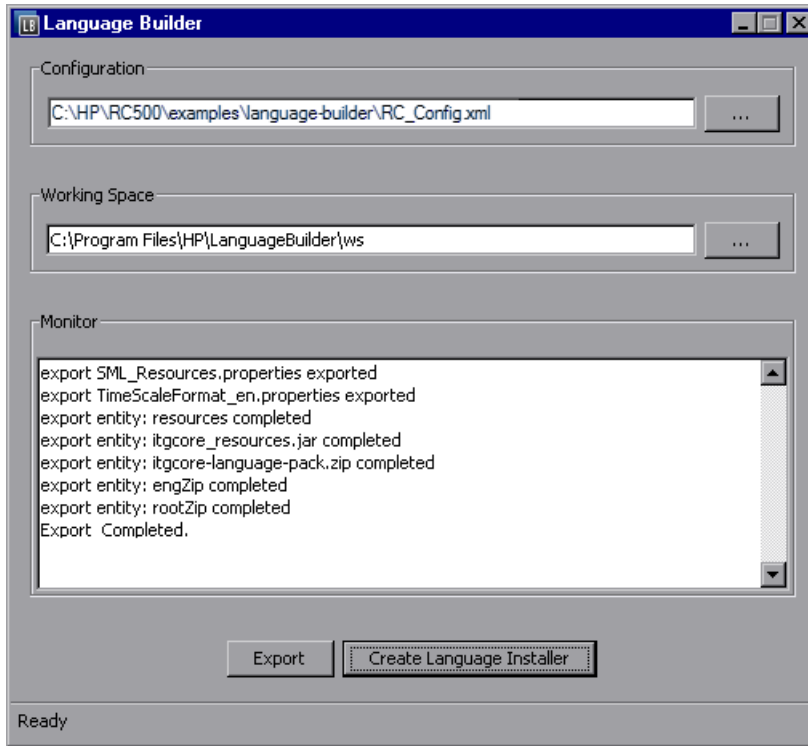 LB Language Builder
Configuration
C:\HP\RC500\examples\language-builder\RC_Config.xml
...
Working Space
C:\Program Files\HP\LanguageBuilder\ws
...
Monitor
export SML_Resources.properties exported
export TimeScaleFormat_en.properties exported
export entity: resources completed
export entity: itgcore_resources.jar completed
export entity: itgcore-language-pack.zip completed
export entity: engZip completed
export entity: rootZip completed
Export Completed.
Export Create Language Installer
Ready